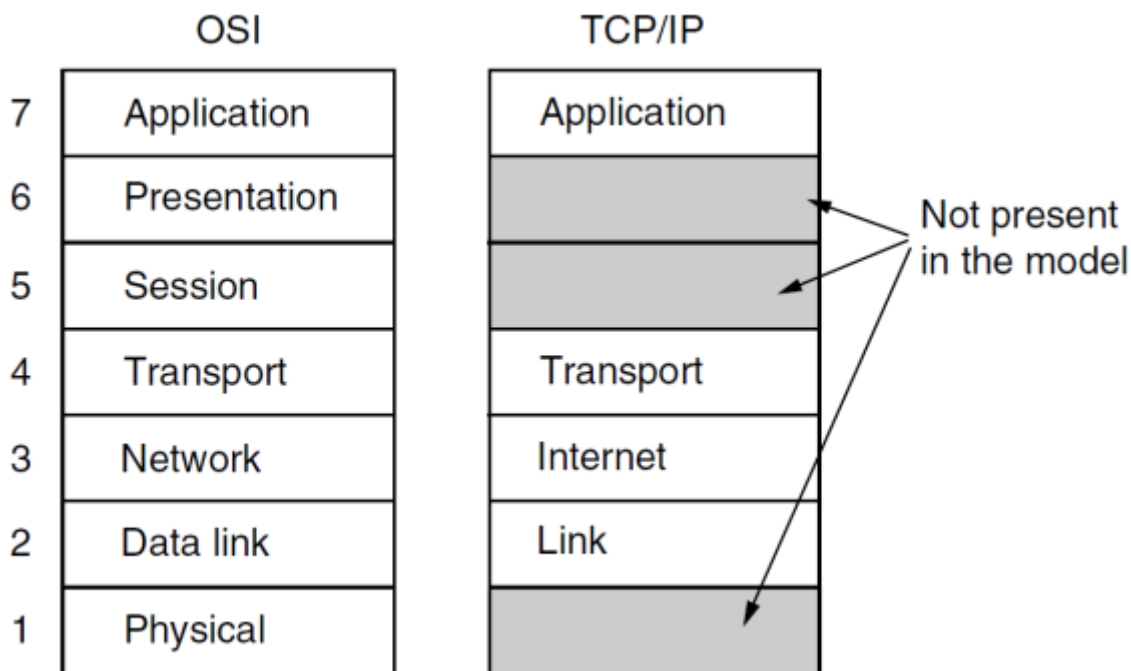 OSI TCP/IP
7 Application Application
6 Presentation
Not present
in the model
5 Session
4 Transport Transport
3 Network Internet
2 Data link Link
1 Physical